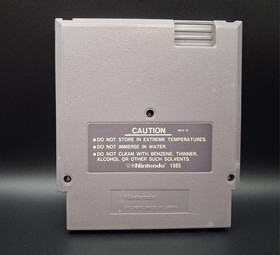 CAUTION
• DO NOT STORE IN EXTREME TEMPERATURES.
• DO NOT IMMERSE IN WATER.
• DO NOT CLEAN WITH BENZENE, THINNER,
ALCOHOL OR OTHER SUCH SOLVENTS.
©Nintendo 1985
Nintendo